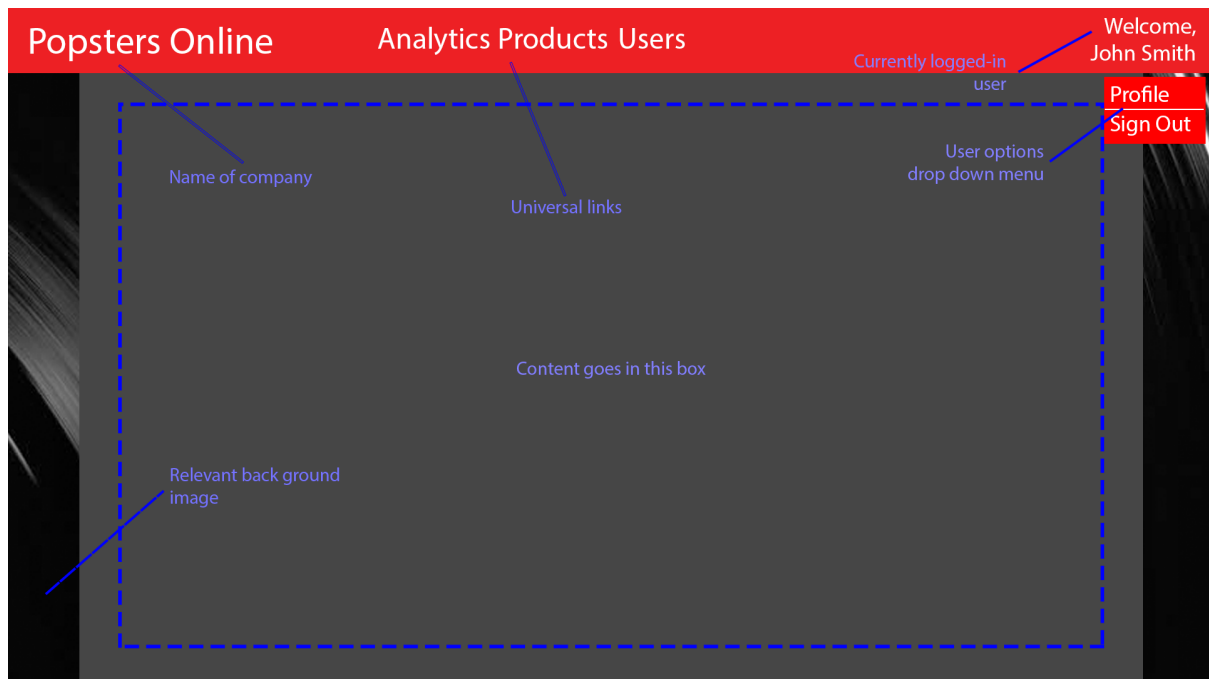 Popsters Online
Analytics Products Users
Welcome,
John Smith
Currently logged-in
user
Profile
Sign Out
User options
drop down menu
Name of company
Universal links
Content goes in this box
Relevant back ground
image